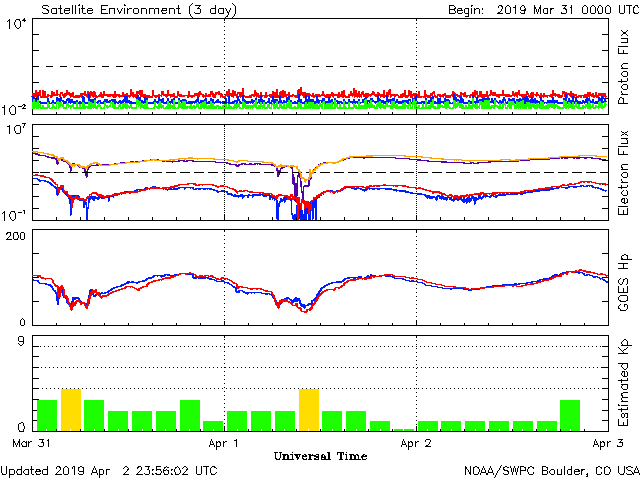 Satellite Environment (3 day) Begin: 2019 Mar 31 0000 UTC
10⁴
10⁻²
Proton Flux
10⁷
10⁻¹
Electron Flux
200
0
GOES Hp
9
0
Estimated Kp
Mar 31 Apr 1 Apr 2 Apr 3
Universal Time
Updated 2019 Apr 2 23:56:02 UTC NOAA/SWPC Boulder, CO USA